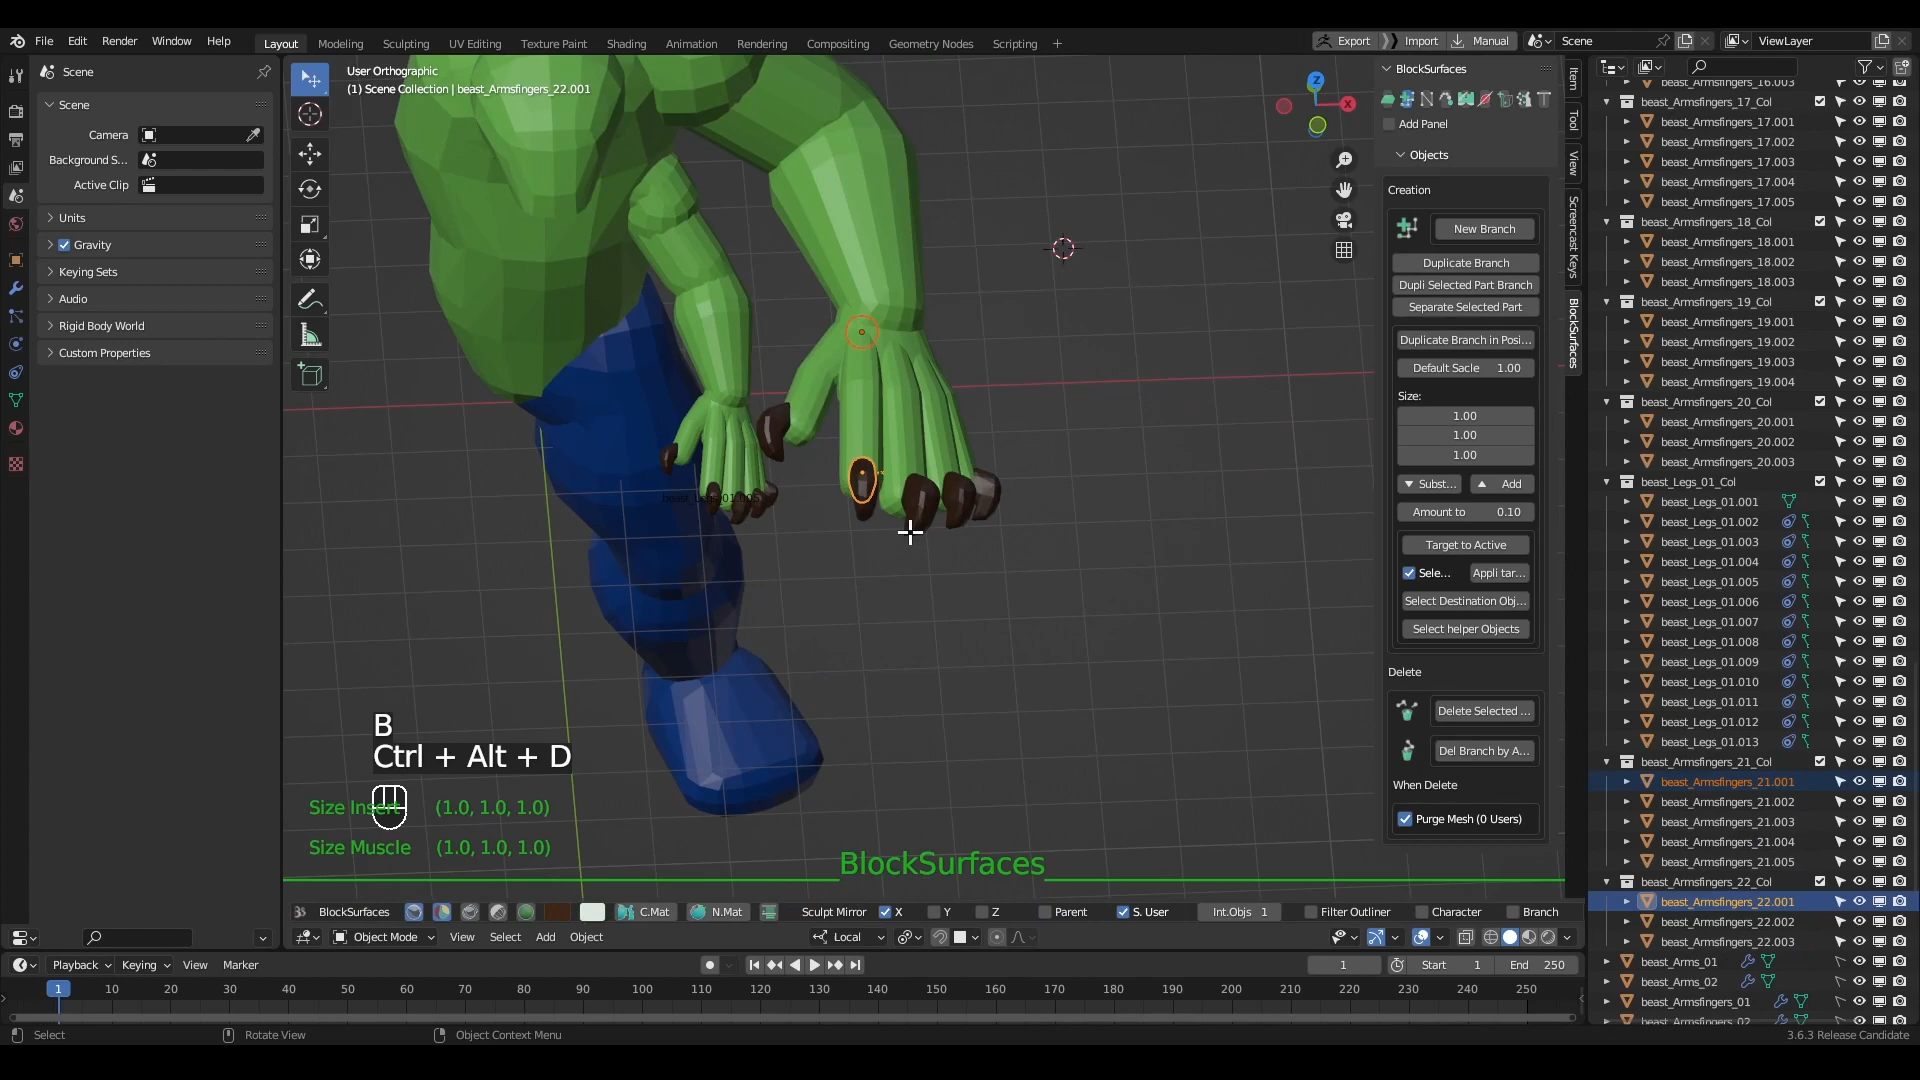 File Edit Render Window Help
Layout Modeling Sculpting UV Editing Texture Paint Shading Animation Rendering Compositing Geometry Nodes Scripting +
Export Import Manual Scene ViewLayer
Scene
Scene
Camera
Background S...
Active Clip
Units
Gravity
Keying Sets
Audio
Rigid Body World
Custom Properties
User Orthographic
(1) Scene Collection | beast_Armsfingers_22.001
Z
X
B
Ctrl + Alt + D
Size Insert (1.0, 1.0, 1.0)
Size Muscle (1.0, 1.0, 1.0)
BlockSurfaces
BlockSurfaces
Add Panel
Objects
Creation
New Branch
Duplicate Branch
Dupli Selected Part Branch
Separate Selected Part
Duplicate Branch in Posi...
Default Sacle 1.00
Size:
1.00
1.00
1.00
Subst... Add
Amount to 0.10
Target to Active
Sele... Appli tar...
Select Destination Obj...
Select helper Objects
Delete
Delete Selected ...
Del Branch by A...
When Delete
Purge Mesh (0 Users)
Item
Tool
View
Screencast Keys
BlockSurfaces
beast_Armsfingers_16.003
beast_Armsfingers_17_Col
beast_Armsfingers_17.001
beast_Armsfingers_17.002
beast_Armsfingers_17.003
beast_Armsfingers_17.004
beast_Armsfingers_17.005
beast_Armsfingers_18_Col
beast_Armsfingers_18.001
beast_Armsfingers_18.002
beast_Armsfingers_18.003
beast_Armsfingers_19_Col
beast_Armsfingers_19.001
beast_Armsfingers_19.002
beast_Armsfingers_19.003
beast_Armsfingers_19.004
beast_Armsfingers_20_Col
beast_Armsfingers_20.001
beast_Armsfingers_20.002
beast_Armsfingers_20.003
beast_Legs_01_Col
beast_Legs_01.001
beast_Legs_01.002
beast_Legs_01.003
beast_Legs_01.004
beast_Legs_01.005
beast_Legs_01.006
beast_Legs_01.007
beast_Legs_01.008
beast_Legs_01.009
beast_Legs_01.010
beast_Legs_01.011
beast_Legs_01.012
beast_Legs_01.013
beast_Armsfingers_21_Col
beast_Armsfingers_21.001
beast_Armsfingers_21.002
beast_Armsfingers_21.003
beast_Armsfingers_21.004
beast_Armsfingers_21.005
beast_Armsfingers_22_Col
beast_Armsfingers_22.001
beast_Armsfingers_22.002
beast_Armsfingers_22.003
beast_Arms_01
beast_Arms_02
beast_Armsfingers_01
beast_Armsfingers_02
BlockSurfaces C.Mat N.Mat Sculpt Mirror X Y Z Parent S. User Int.Objs 1 Filter Outliner Character Branch
Object Mode View Select Add Object Local
Playback Keying View Marker 1 Start 1 End 250
1 10 20 30 40 50 60 70 80 90 100 110 120 130 140 150 160 170 180 190 200 210 220 230 240 250
Select Rotate View Object Context Menu 3.6.3 Release Candidate